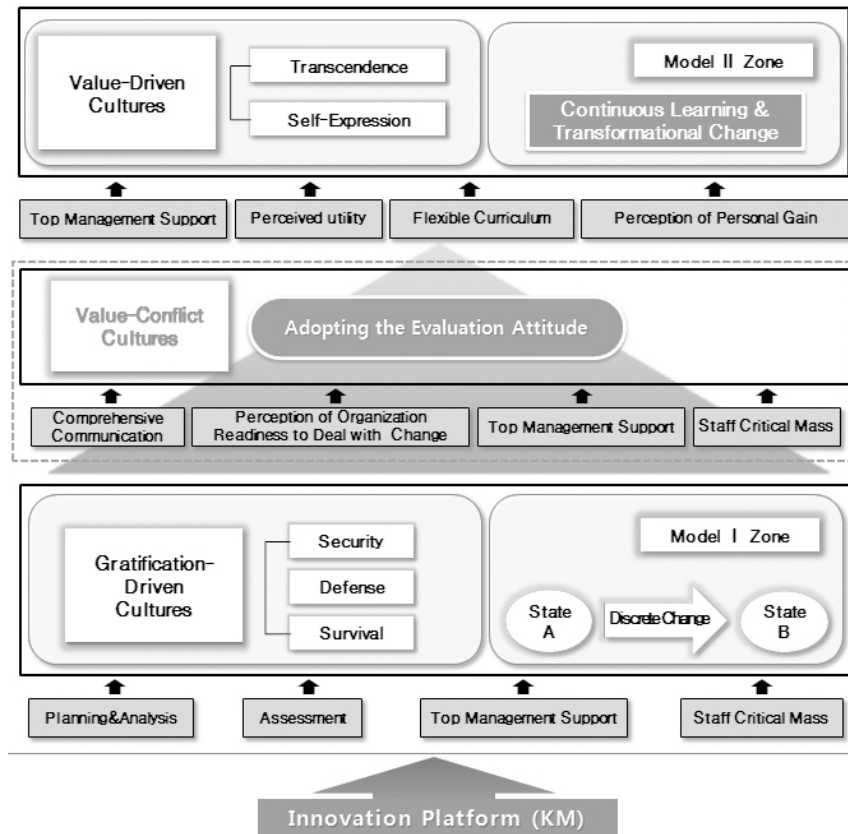 Value-Driven
Cultures
Transcendence
Self-Expression
Model II Zone
Continuous Learning &
Transformational Change
Top Management Support
Perceived utility
Flexible Curriculum
Perception of Personal Gain
Value-Conflict
Cultures
Adopting the Evaluation Attitude
Comprehensive
Communication
Perception of Organization
Readiness to Deal with Change
Top Management Support
Staff Critical Mass
Gratification-
Driven
Cultures
Security
Defense
Survival
Model I Zone
State
A
Discrete Change
State
B
Planning&Analysis
Assessment
Top Management Support
Staff Critical Mass
Innovation Platform (KM)